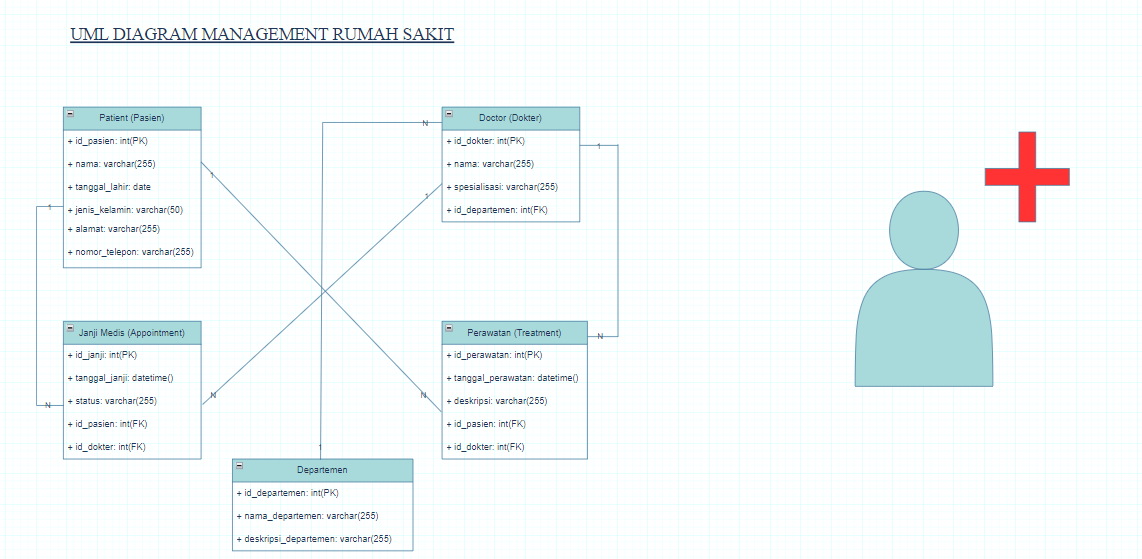 UML DIAGRAM MANAGEMENT RUMAH SAKIT
Patient (Pasien)
+ id_pasien: int(PK)
+ nama: varchar(255)
+ tanggal_lahir: date
+ jenis_kelamin: varchar(50)
+ alamat: varchar(255)
+ nomor_telepon: varchar(255)
Doctor (Dokter)
+ id_dokter: int(PK)
+ nama: varchar(255)
+ spesialisasi: varchar(255)
+ id_departemen: int(FK)
N
1
1
1
1
Janji Medis (Appointment)
+ id_janji: int(PK)
+ tanggal_janji: datetime()
+ status: varchar(255)
+ id_pasien: int(FK)
+ id_dokter: int(FK)
Perawatan (Treatment)
+ id_perawatan: int(PK)
+ tanggal_perawatan: datetime()
+ deskripsi: varchar(255)
+ id_pasien: int(FK)
+ id_dokter: int(FK)
N
N
N
N
1
Departemen
+ id_departemen: int(PK)
+ nama_departemen: varchar(255)
+ deskripsi_departemen: varchar(255)